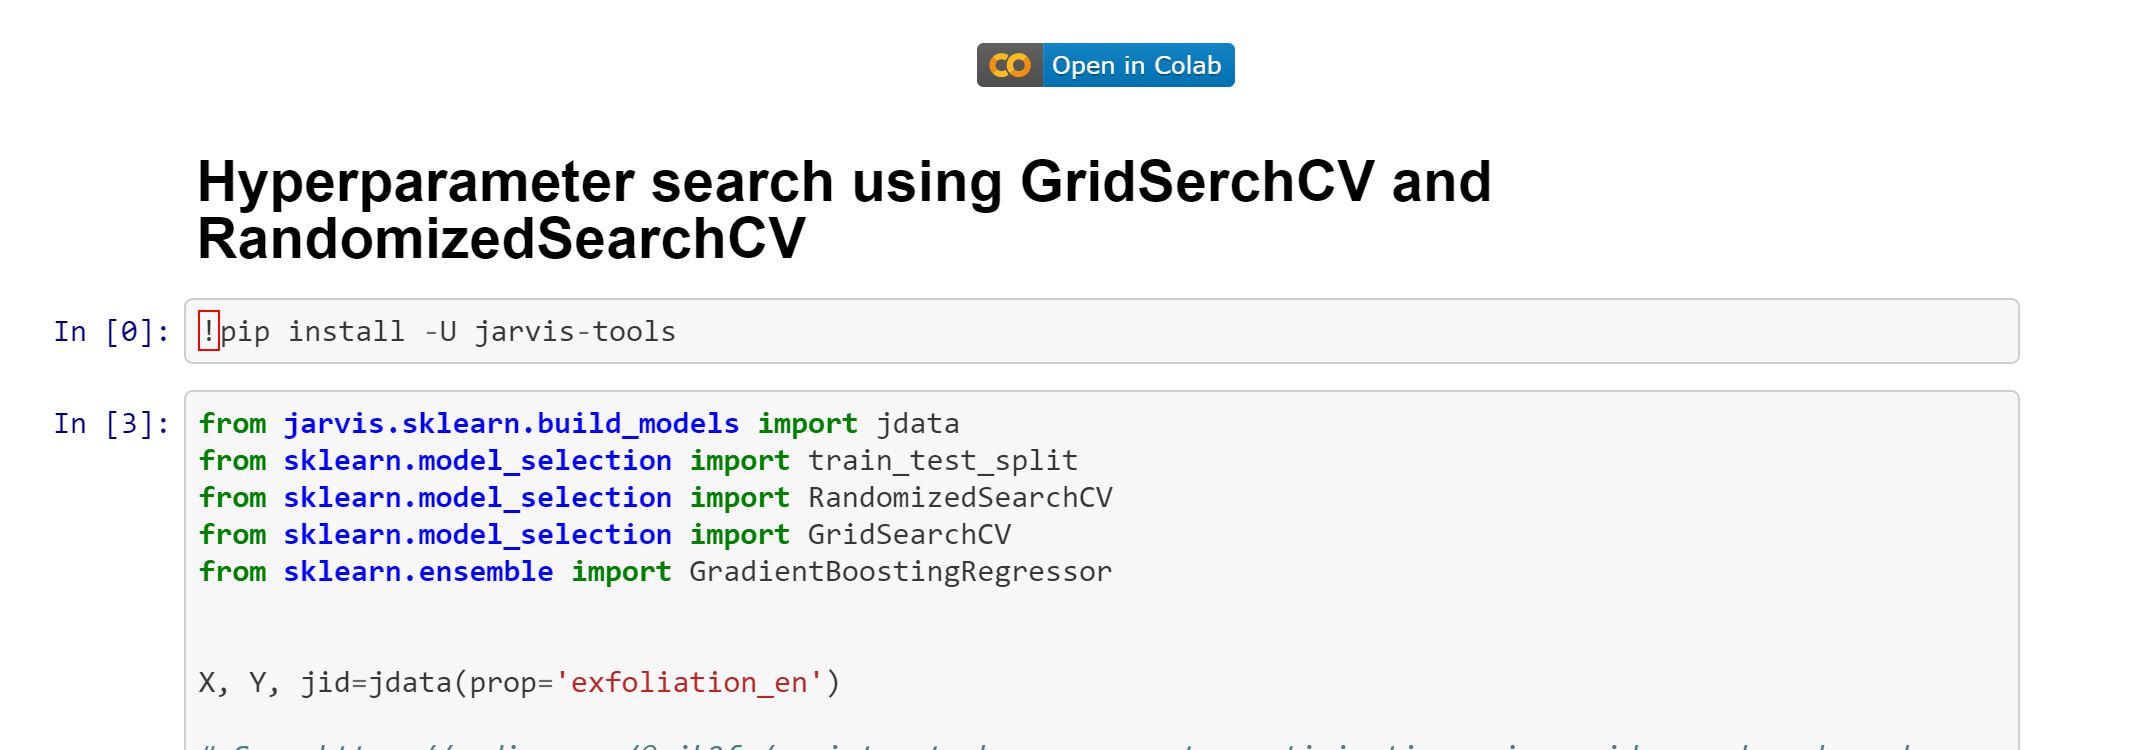 Open in Colab
Hyperparameter search using GridSerchCV and
RandomizedSearchCV
In [0]: !pip install -U jarvis-tools
In [3]: from jarvis.sklearn.build_models import jdata
from sklearn.model_selection import train_test_split
from sklearn.model_selection import RandomizedSearchCV
from sklearn.model_selection import GridSearchCV
from sklearn.ensemble import GradientBoostingRegressor
X, Y, jid=jdata(prop='exfoliation_en')